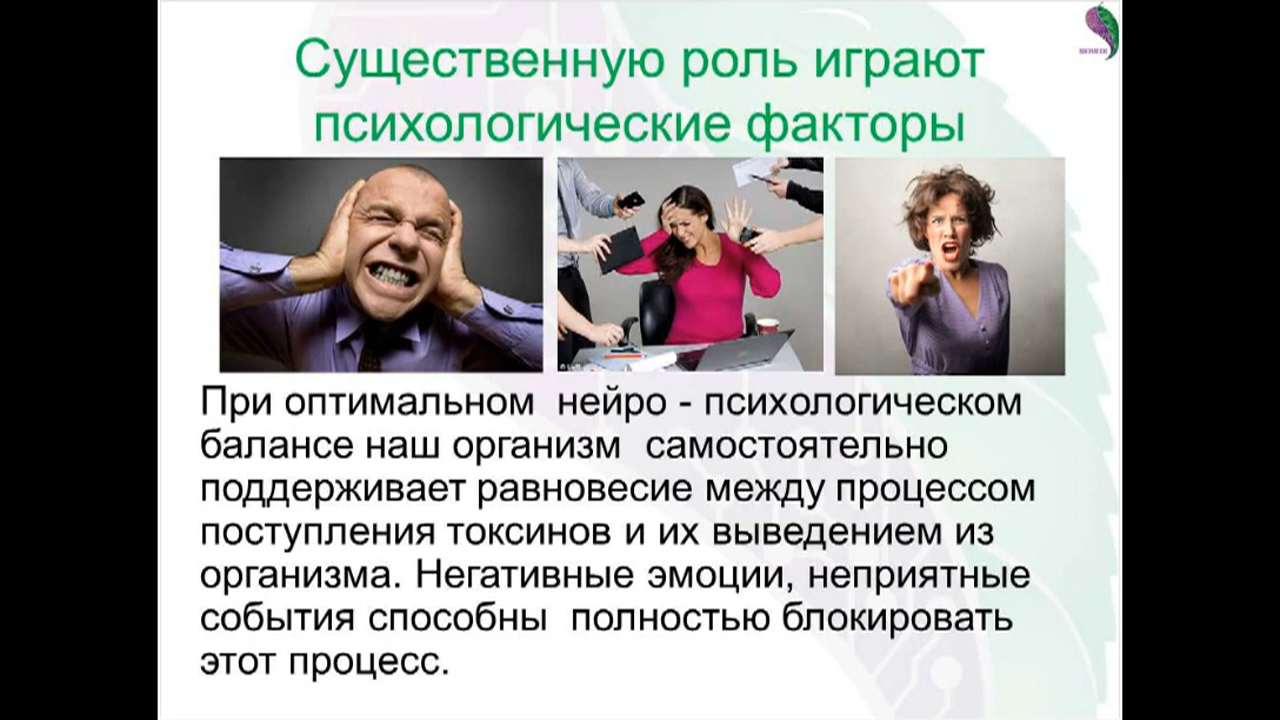 Существенную роль играют
психологические факторы
При оптимальном нейро - психологическом
балансе наш организм самостоятельно
поддерживает равновесие между процессом
поступления токсинов и их выведением из
организма. Негативные эмоции, неприятные
события способны полностью блокировать
этот процесс.